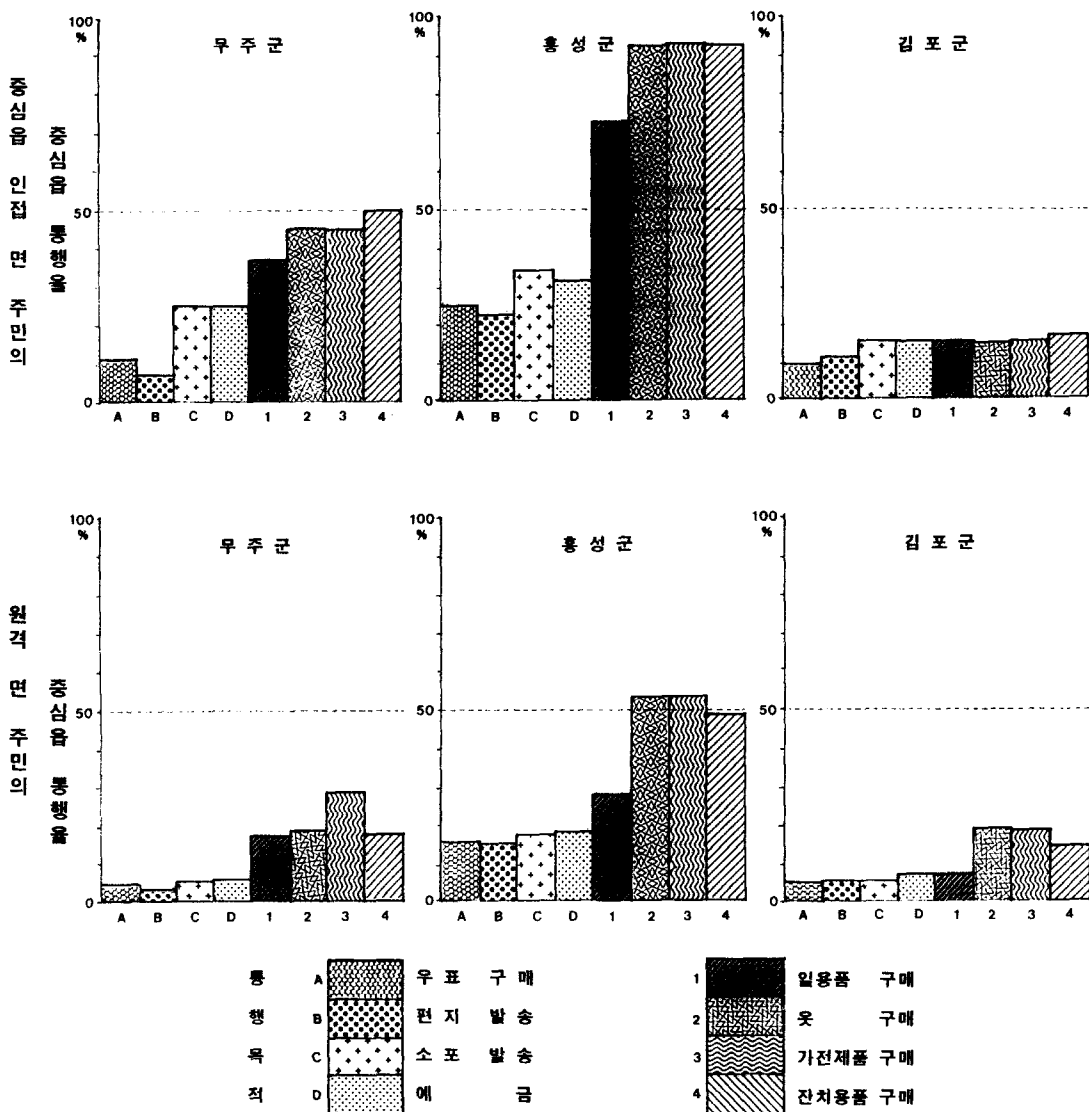 중심읍 인접 면 주민의
중심읍 통행율
100
%
무주군
50
0
A B C D 1 2 3 4
100
%
홍성군
50
0
A B C D 1 2 3 4
100
%
김포군
50
0
A B C D 1 2 3 4
원격 면 주민의
중심읍 통행율
100
%
무주군
50
0
A B C D 1 2 3 4
100
%
홍성군
50
0
A B C D 1 2 3 4
100
%
김포군
50
0
A B C D 1 2 3 4
통행목적
A 우표 구매
B 편지 발송
C 소포 발송
D 예금
1 일용품 구매
2 옷 구매
3 가전제품 구매
4 잔치용품 구매